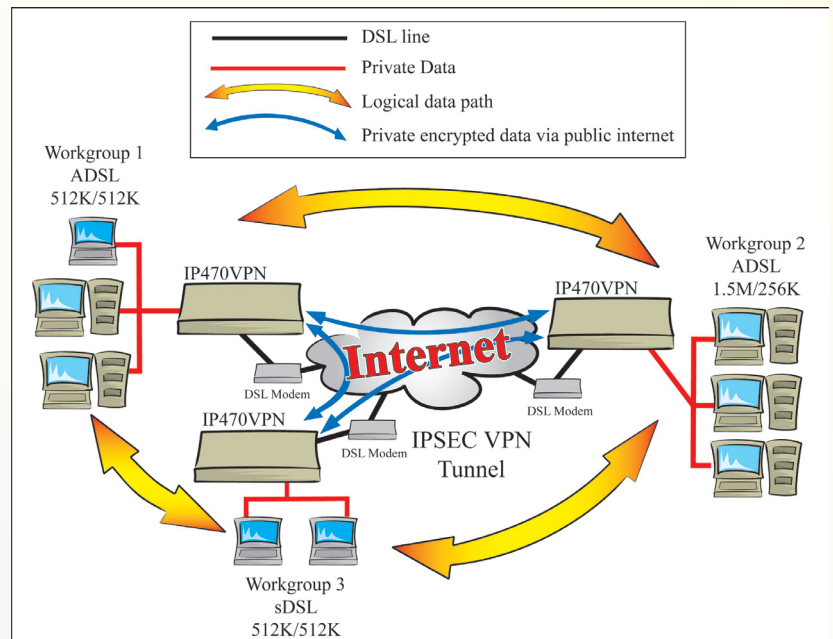 DSL line
Private Data
Logical data path
Private encrypted data via public internet
Workgroup 1
ADSL
512K/512K
IP470VPN
Workgroup 2
ADSL
1.5M/256K
IP470VPN
Internet
DSL Modem
DSL Modem
IP470VPN
DSL Modem
IPSEC VPN
Tunnel
Workgroup 3
sDSL
512K/512K